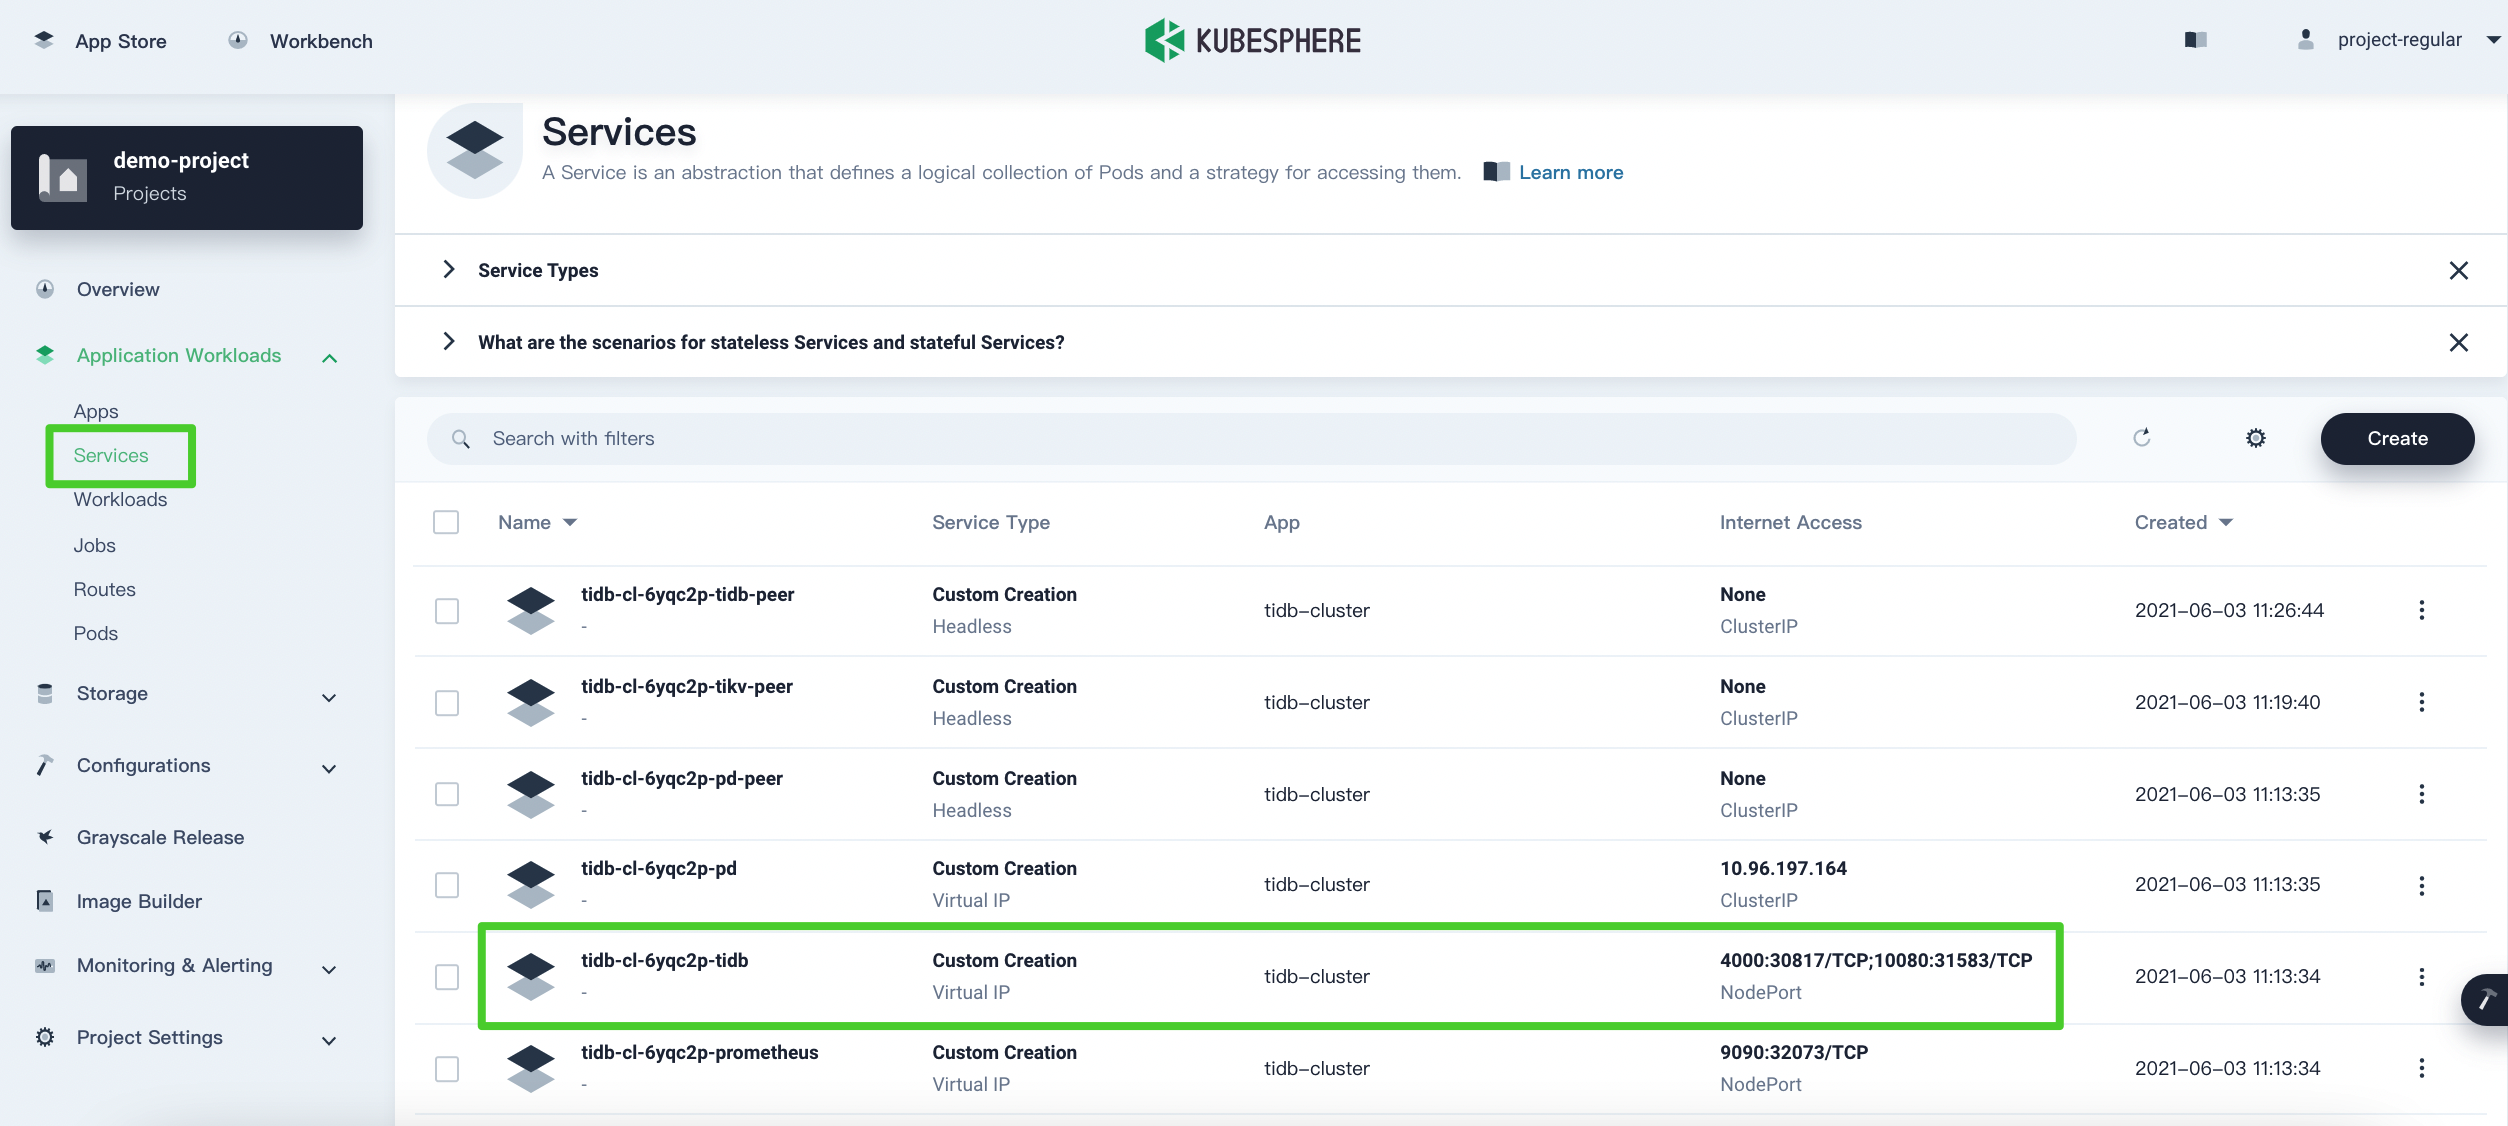 App Store
Workbench
KUBESPHERE
project-regular
demo-project
Projects
Overview
Application Workloads
Apps
Services
Workloads
Jobs
Routes
Pods
Storage
Configurations
Grayscale Release
Image Builder
Monitoring & Alerting
Project Settings
Services
A Service is an abstraction that defines a logical collection of Pods and a strategy for accessing them. Learn more
Service Types
What are the scenarios for stateless Services and stateful Services?
Search with filters
Create
Name Service Type App Internet Access Created
tidb-cl-6yqc2p-tidb-peer Custom Creation None
tidb-cluster 2021-06-03 11:26:44
- Headless ClusterIP
tidb-cl-6yqc2p-tikv-peer Custom Creation None
tidb-cluster 2021-06-03 11:19:40
- Headless ClusterIP
tidb-cl-6yqc2p-pd-peer Custom Creation None
tidb-cluster 2021-06-03 11:13:35
- Headless ClusterIP
tidb-cl-6yqc2p-pd Custom Creation 10.96.197.164
tidb-cluster 2021-06-03 11:13:35
- Virtual IP ClusterIP
tidb-cl-6yqc2p-tidb Custom Creation 4000:30817/TCP;10080:31583/TCP
tidb-cluster 2021-06-03 11:13:34
- Virtual IP NodePort
tidb-cl-6yqc2p-prometheus Custom Creation 9090:32073/TCP
tidb-cluster 2021-06-03 11:13:34
- Virtual IP NodePort